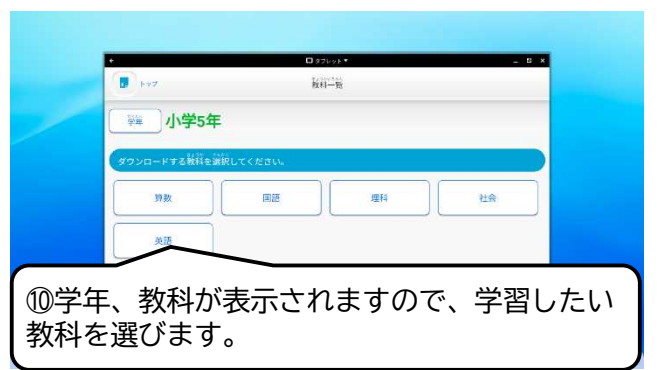 タブレット
トップ
教科一覧
学年 小学5年
ダウンロードする教科を選択してください。
算数 国語 理科 社会
英語
⑩学年、教科が表示されますので、学習したい
教科を選びます。